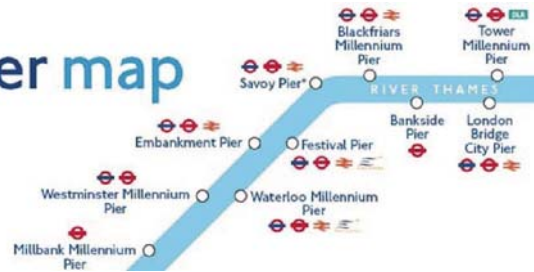 er map
Blackfriars
Millennium
Pier
DLR
Tower
Millennium
Pier
Savoy Pier*
RIVER THAMES
Bankside
Pier
London
Bridge
City Pier
Embankment Pier
Festival Pier
Westminster Millennium
Pier
Waterloo Millennium
Pier
Millbank Millennium
Pier